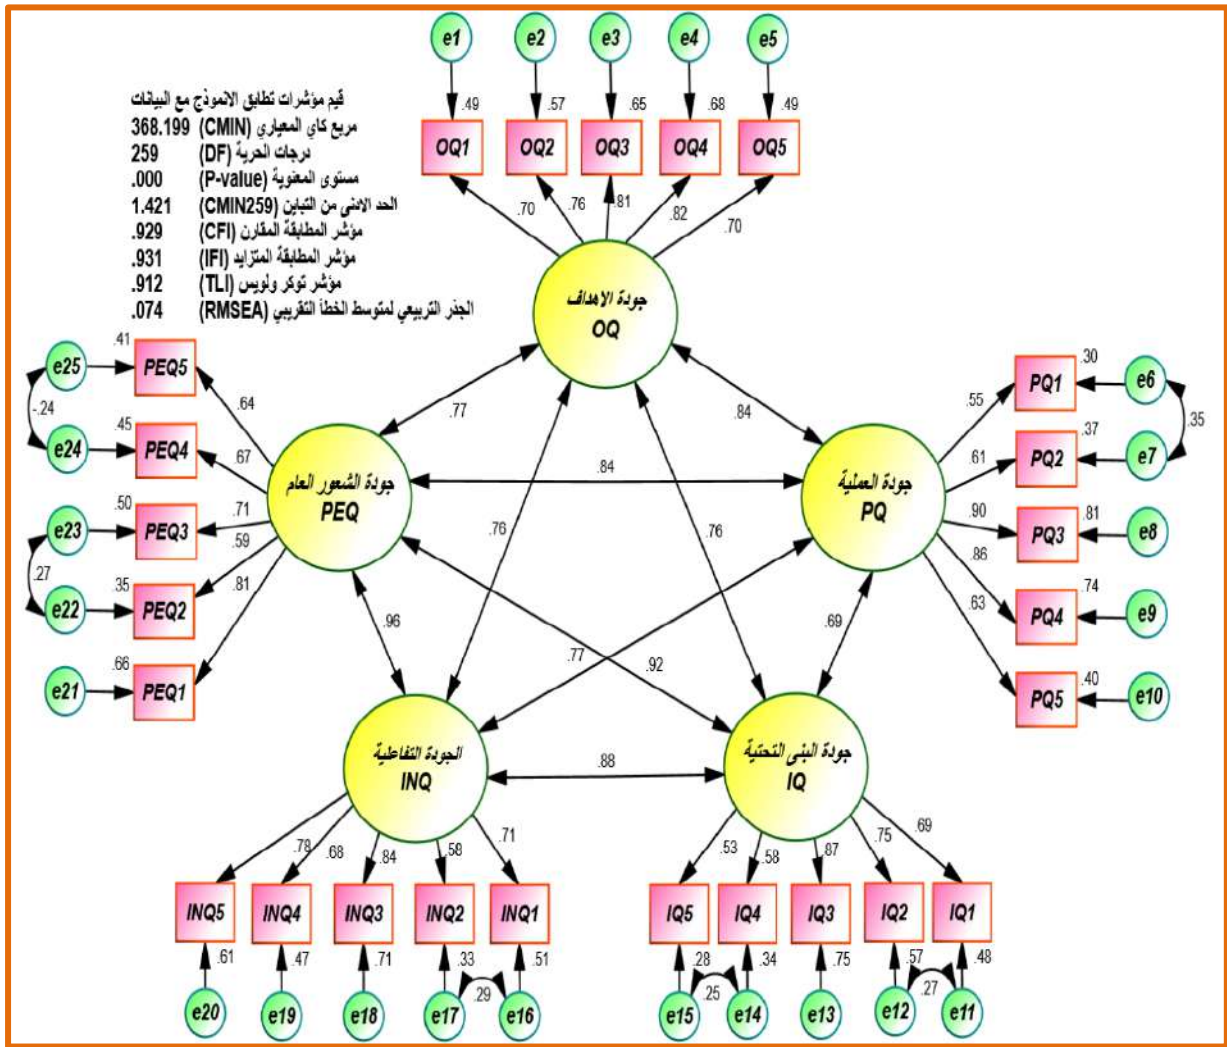 e1 e2 e3 e4 e5
.49 .57 .65 .68 .49
OQ1 OQ2 OQ3 OQ4 OQ5
.70 .76 .81 .82 .70
قيم مؤشرات تطابق الانموذج مع البيانات
مربع كاي المعياري (CMIN) 368.199
درجات الحرية (DF) 259
مستوى المعنوية (P-value) .000
الحد الادنى من التباين (CMIN259) 1.421
مؤشر المطابقة المقارن (CFI) .929
مؤشر المطابقة المتزايد (IFI) .931
مؤشر توكر ولويس (TLI) .912
الجذر التربيعي لمتوسط الخطأ التقريبي (RMSEA) .074
جودة الاهداف
OQ
e25 .41 PEQ5 .64
-.24
e24 .45 PEQ4 .67
e23 .50 PEQ3 .71
.27
e22 .35 PEQ2 .59
e21 .66 PEQ1 .81
جودة الشعور العام
PEQ
.77 .84
.84
.76 .76
.96 .77 .92 .69
.88
جودة العملية
PQ
.55 PQ1 .30 e6
.35
.61 PQ2 .37 e7
.90 PQ3 .81 e8
.86 PQ4 .74 e9
.63 PQ5 .40 e10
الجودة التفاعلية
INQ
جودة البنى التحتية
IQ
.78 .68 .84 .58 .71
INQ5 INQ4 INQ3 INQ2 INQ1
.61 .47 .71 .33 .51
.29
e20 e19 e18 e17 e16
.53 .58 .87 .75 .69
IQ5 IQ4 IQ3 IQ2 IQ1
.28 .34 .75 .57 .48
.25 .27
e15 e14 e13 e12 e11